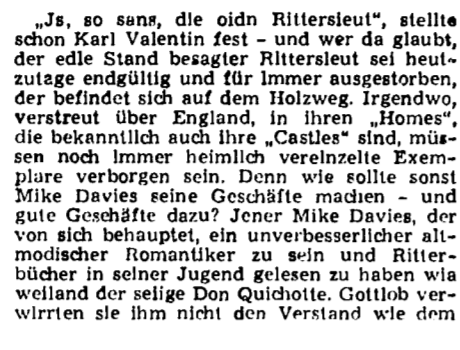 „Ja, so sans, die oidn Rittersleut“, stellte
schon Karl Valentin fest – und wer da glaubt,
der edle Stand besagter Rittersleut sei heut-
zutage endgültig und für immer ausgestorben,
der befindet sich auf dem Holzweg. Irgendwo,
verstreut über England, in ihren „Homes“,
die bekanntlich auch ihre „Castles“ sind, müs-
sen noch immer heimlich vereinzelte Exem-
plare verborgen sein. Denn wie sollte sonst
Mike Davies seine Geschäfte machen – und
gute Geschäfte dazu? Jener Mike Davies, der
von sich behauptet, ein unverbesserlicher alt-
modischer Romantiker zu sein und Ritter-
bücher in seiner Jugend gelesen zu haben wie
weiland der selige Don Quichotte. Gottlob ver-
wirrten sie ihm nicht den Verstand wie dem